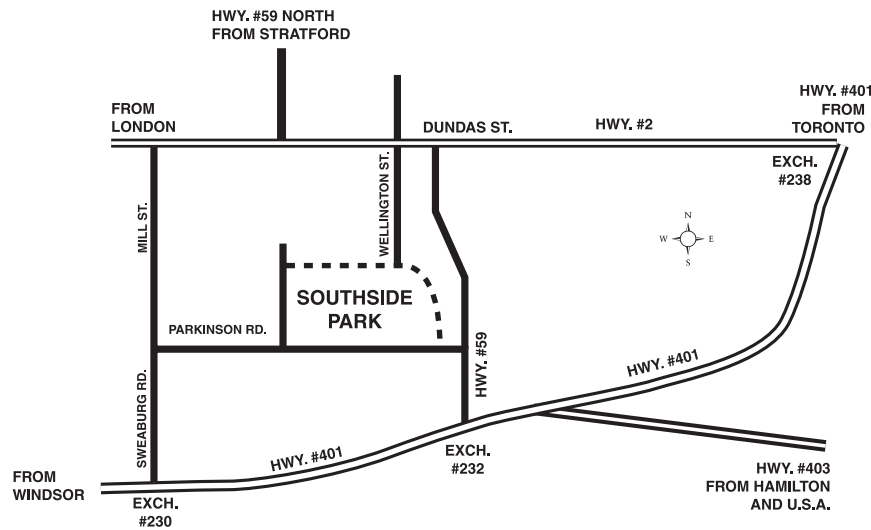 HWY. #59 NORTH
FROM STRATFORD
HWY. #401
FROM
TORONTO
FROM
LONDON
DUNDAS ST.
HWY. #2
EXCH.
#238
MILL ST.
WELLINGTON ST.
N
W
E
S
SOUTHSIDE
PARK
PARKINSON RD.
HWY. #59
HWY. #401
SWEABURG RD.
HWY. #401
EXCH.
#232
FROM
WINDSOR
EXCH.
#230
HWY. #403
FROM HAMILTON
AND U.S.A.